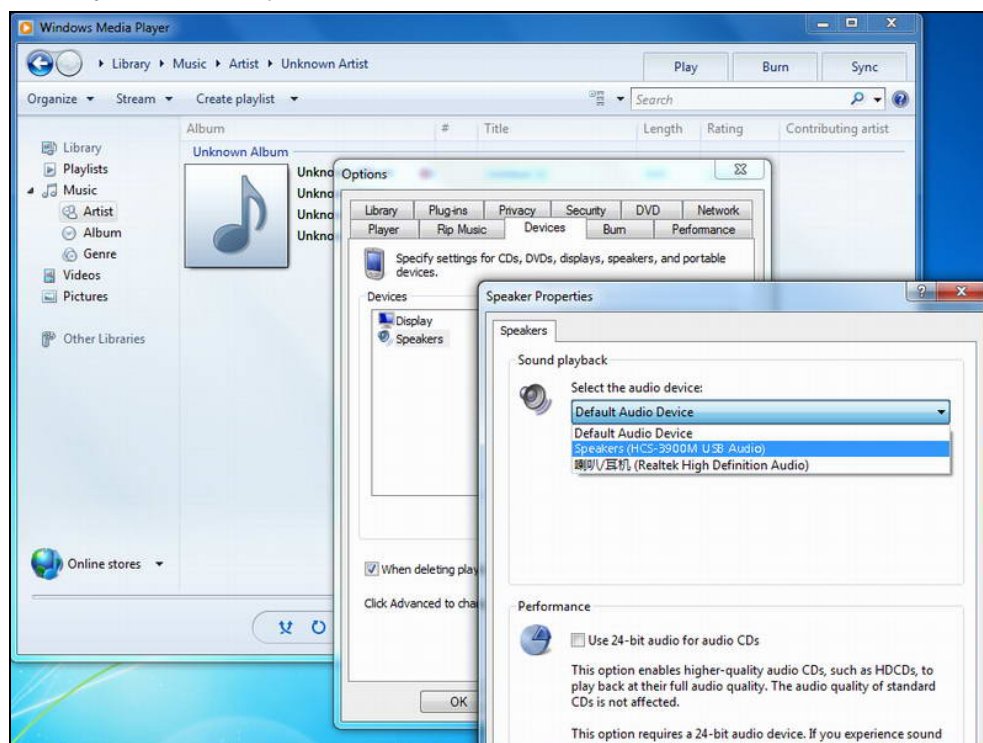 Windows Media Player
Library Music Artist Unknown Artist
Play Burn Sync
Organize Stream Create playlist
Search
Album # Title Length Rating Contributing artist
Library
Playlists
Music
Artist
Album
Genre
Videos
Pictures
Other Libraries
Online stores
Unknown Album
Unkno
Unkno
Unkno
Unkno
Options
Library Plug-ins Privacy Security DVD Network
Player Rip Music Devices Burn Performance
Specify settings for CDs, DVDs, displays, speakers, and portable
devices.
Devices
Display
Speakers
When deleting play
Click Advanced to cha
OK
Speaker Properties
Speakers
Sound playback
Select the audio device:
Default Audio Device
Default Audio Device
Speakers (HCS-3900M USB Audio)
喇叭/耳机 (Realtek High Definition Audio)
Performance
Use 24-bit audio for audio CDs
This option enables higher-quality audio CDs, such as HDCDs, to
play back at their full audio quality. The audio quality of standard
CDs is not affected.
This option requires a 24-bit audio device. If you experience sound